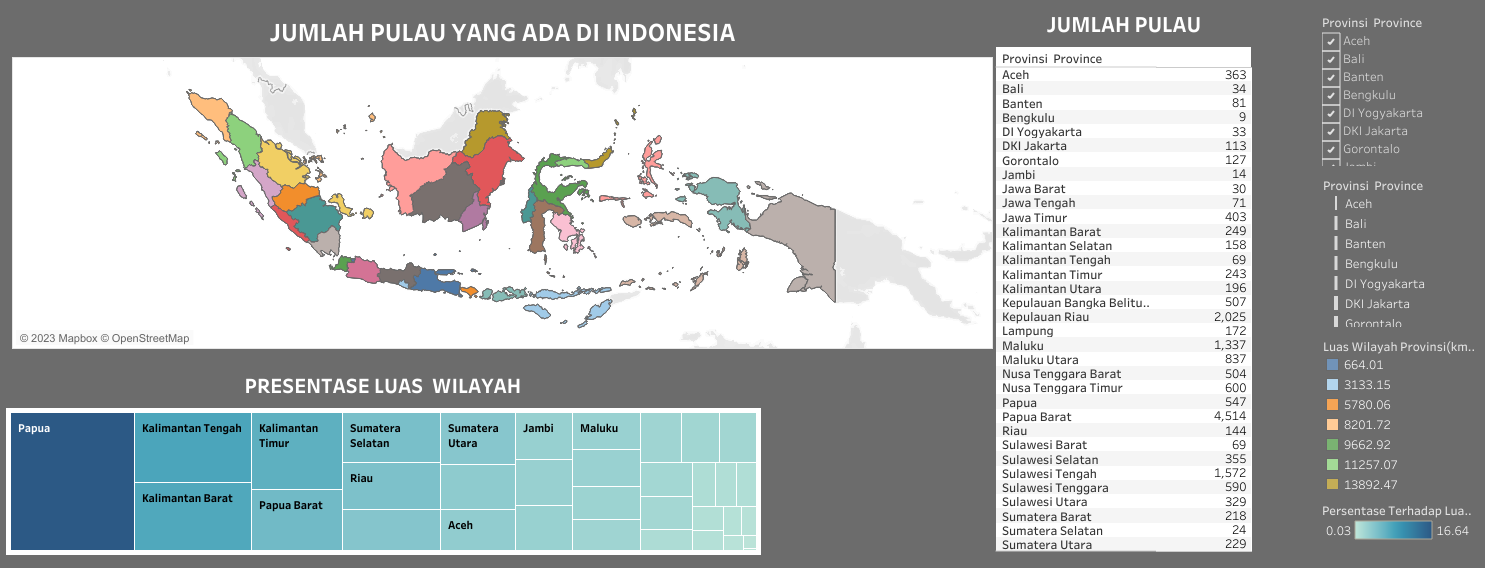 JUMLAH PULAU YANG ADA DI INDONESIA
© 2023 Mapbox © OpenStreetMap
PRESENTASE LUAS  WILAYAH
Papua
Kalimantan Tengah
Kalimantan Barat
Kalimantan
Timur
Papua Barat
Sumatera
Selatan
Riau
Sumatera
Utara
Aceh
Jambi
Maluku
JUMLAH PULAU
Provinsi  Province
Aceh 363
Bali 34
Banten 81
Bengkulu 9
DI Yogyakarta 33
DKI Jakarta 113
Gorontalo 127
Jambi 14
Jawa Barat 30
Jawa Tengah 71
Jawa Timur 403
Kalimantan Barat 249
Kalimantan Selatan 158
Kalimantan Tengah 69
Kalimantan Timur 243
Kalimantan Utara 196
Kepulauan Bangka Belitu.. 507
Kepulauan Riau 2,025
Lampung 172
Maluku 1,337
Maluku Utara 837
Nusa Tenggara Barat 504
Nusa Tenggara Timur 600
Papua 547
Papua Barat 4,514
Riau 144
Sulawesi Barat 69
Sulawesi Selatan 355
Sulawesi Tengah 1,572
Sulawesi Tenggara 590
Sulawesi Utara 329
Sumatera Barat 218
Sumatera Selatan 24
Sumatera Utara 229
Provinsi  Province
Aceh
Bali
Banten
Bengkulu
DI Yogyakarta
DKI Jakarta
Gorontalo
Jambi
Provinsi  Province
Aceh
Bali
Banten
Bengkulu
DI Yogyakarta
DKI Jakarta
Gorontalo
Luas Wilayah Provinsi(km..
664.01
3133.15
5780.06
8201.72
9662.92
11257.07
13892.47
Persentase Terhadap Lua..
0.03 16.64